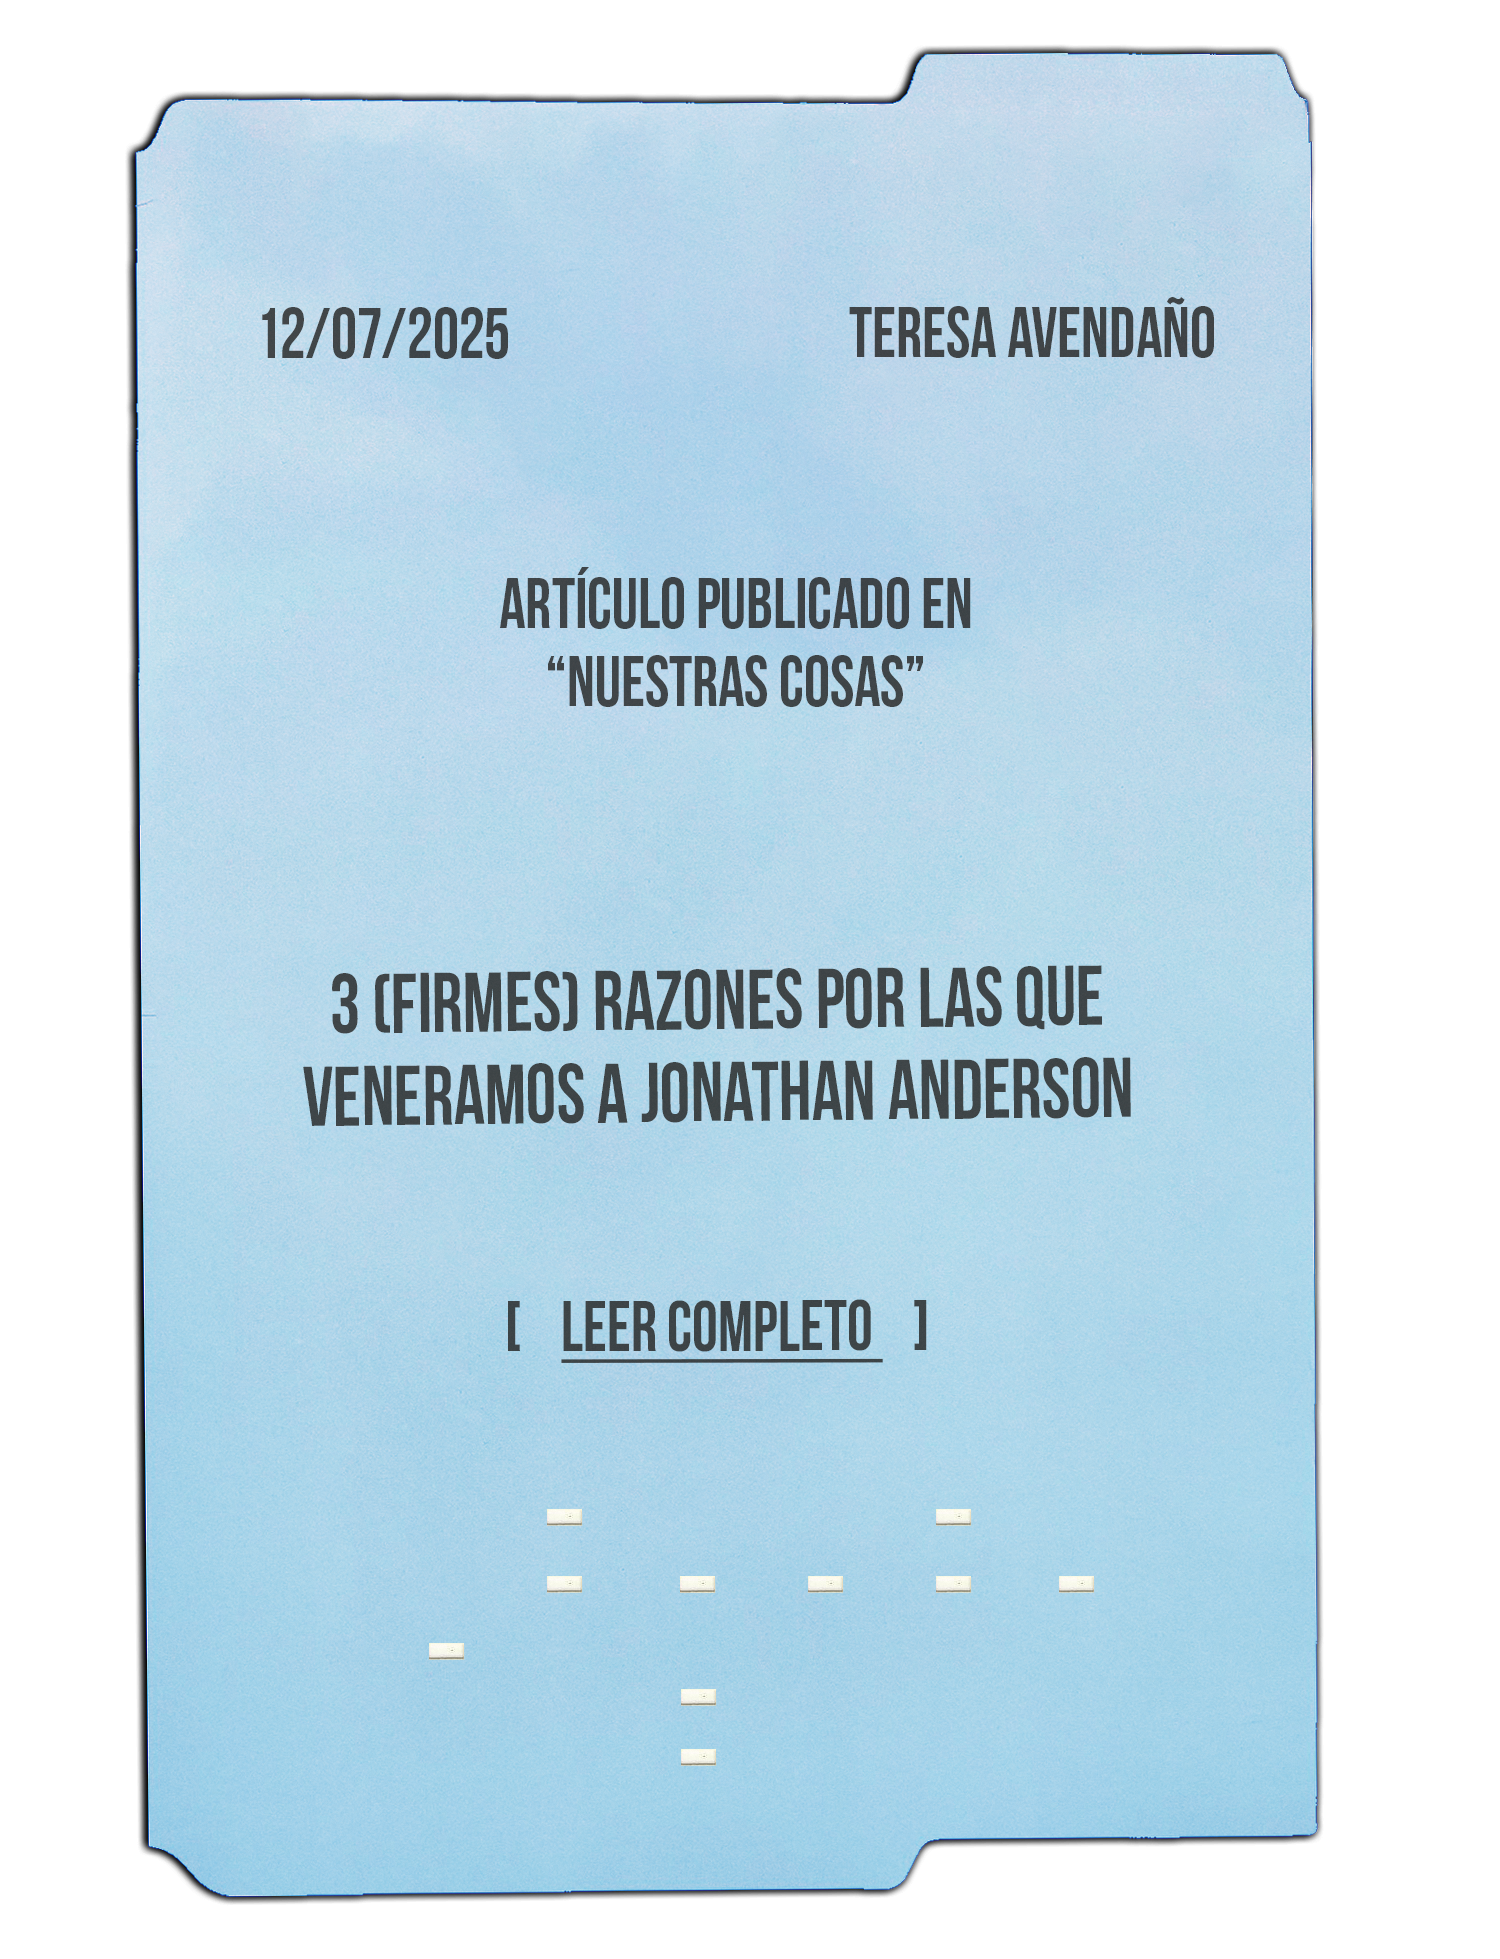 12/07/2025
TERESA AVENDAÑO
ARTÍCULO PUBLICADO EN
“NUESTRAS COSAS”
3 (FIRMES) RAZONES POR LAS QUE
VENERAMOS A JONATHAN ANDERSON
[ LEER COMPLETO ]